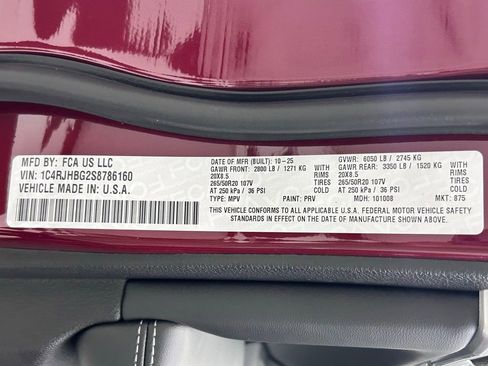 MFD BY: FCA US LLC
VIN: 1C4RJHBG2S8786160
VEHICLE MADE IN: U.S.A.
DATE OF MFR (BUILT): 10-25 GVWR: 6050 LB / 2745 KG
GAWR FRONT: 2800 LB / 1271 KG GAWR REAR: 3350 LB / 1520 KG
20X8.5 RIMS 20X8.5 RIMS
265/50R20 107V 265/50R20 107V
AT 250 kPa / 36 PSI COLD AT 250 kPa / 36 PSI COLD
TYPE: MPV PAINT: PRV MDH: 101008 MKT: 875
THIS VEHICLE CONFORMS TO ALL APPLICABLE U.S.A. FEDERAL MOTOR VEHICLE SAFETY
STANDARDS IN EFFECT ON THE DATE OF MANUFACTURE SHOWN ABOVE